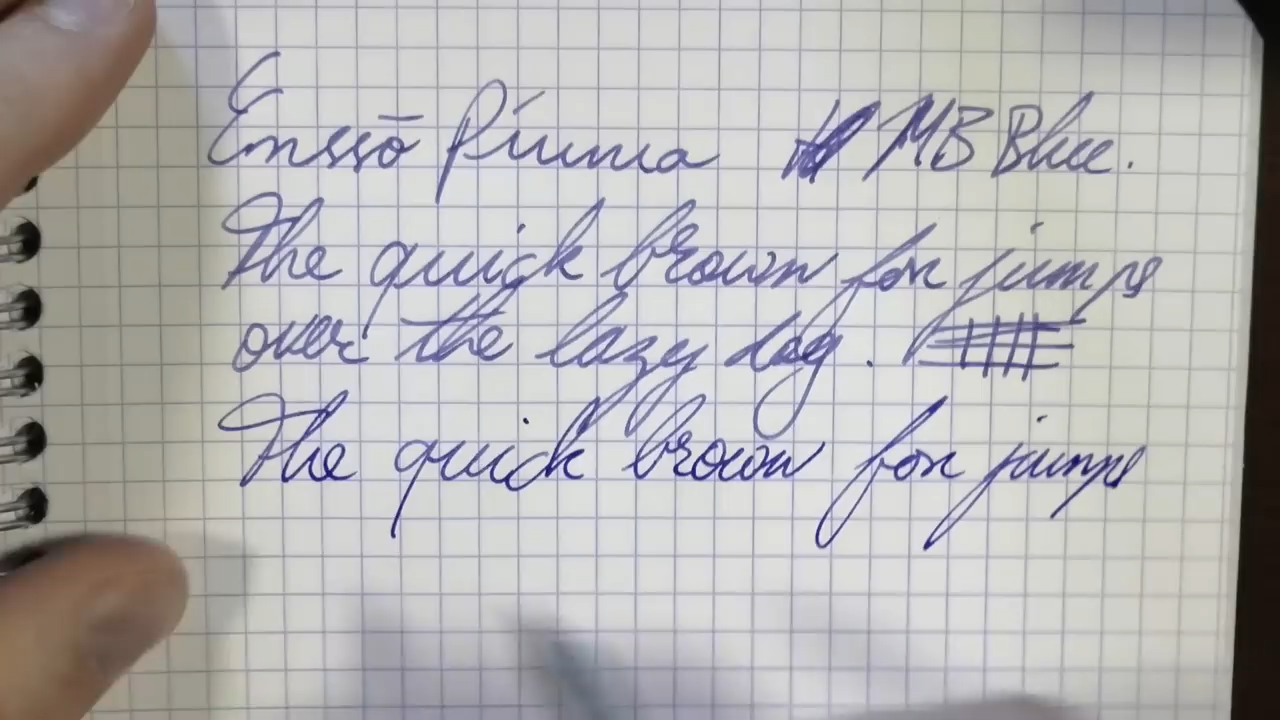 Enssō Piuma MB Blue.
The quick brown fox jumps
over the lazy dog.
The quick brown fox jumps